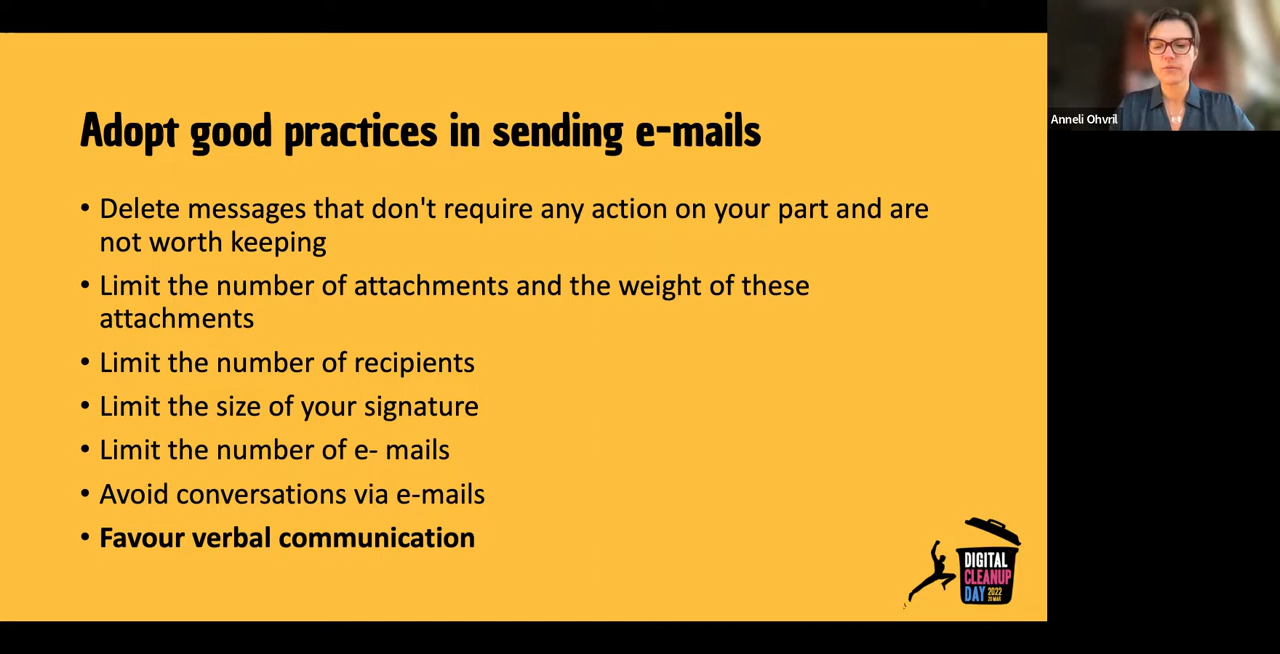 Adopt good practices in sending e-mails
• Delete messages that don't require any action on your part and are
not worth keeping
• Limit the number of attachments and the weight of these
attachments
• Limit the number of recipients
• Limit the size of your signature
• Limit the number of e- mails
• Avoid conversations via e-mails
• Favour verbal communication
DIGITAL
CLEANUP
DAY 2022
20 MAR
Anneli Ohvril